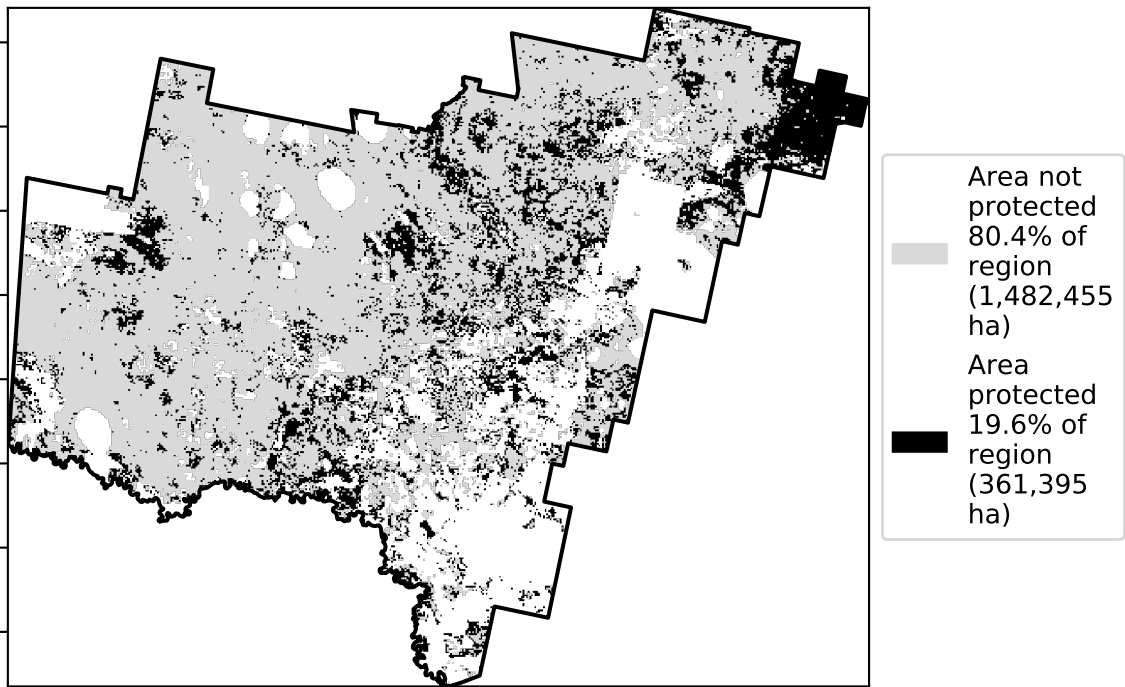 Area not
protected
80.4% of
region
(1,482,455
ha)
Area
protected
19.6% of
region
(361,395
ha)